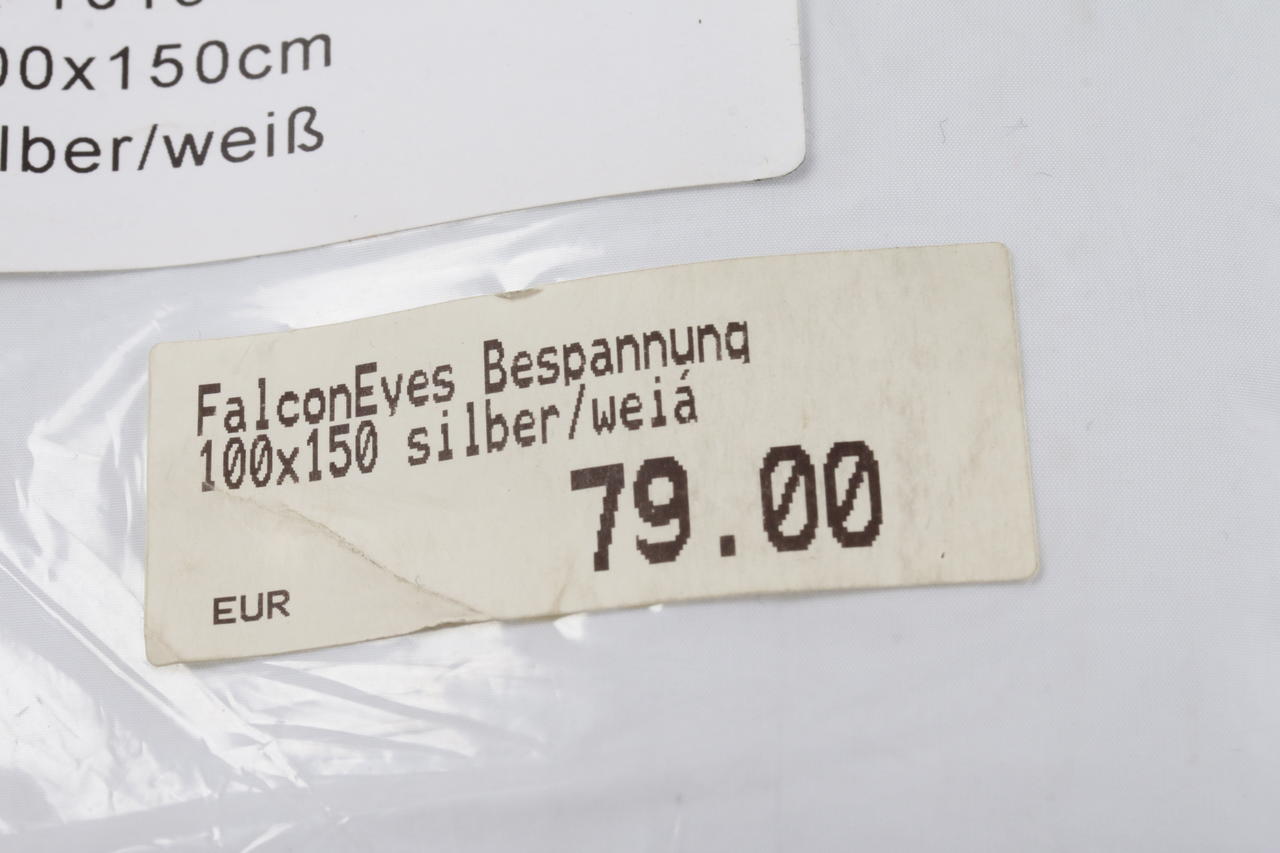 00x150cm
lber/weiß
FalconEyes Bespannung
100x150 silber/weiá
79.00
EUR